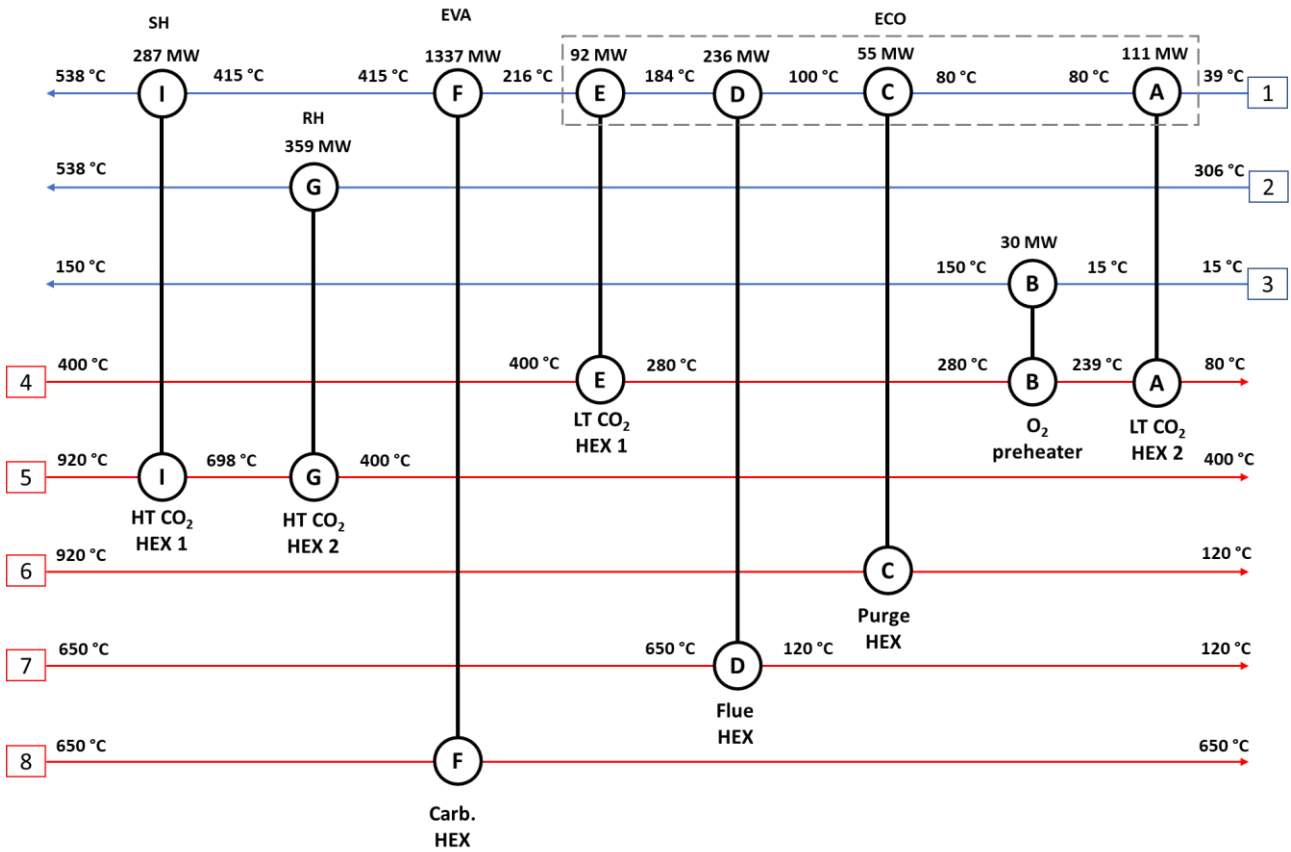 SH
EVA
ECO
287 MW
1337 MW
92 MW
236 MW
55 MW
111 MW
538 °C
I
415 °C
415 °C
F
216 °C
E
184 °C
D
100 °C
C
80 °C
80 °C
A
39 °C
1
RH
359 MW
538 °C
G
306 °C
2
30 MW
150 °C
150 °C
B
15 °C
15 °C
3
4
400 °C
400 °C
E
280 °C
280 °C
B
239 °C
A
80 °C
LT CO₂
HEX 1
O₂
preheater
LT CO₂
HEX 2
5
920 °C
I
698 °C
G
400 °C
400 °C
HT CO₂
HEX 1
HT CO₂
HEX 2
6
920 °C
C
120 °C
Purge
HEX
7
650 °C
650 °C
D
120 °C
120 °C
Flue
HEX
8
650 °C
F
650 °C
Carb.
HEX